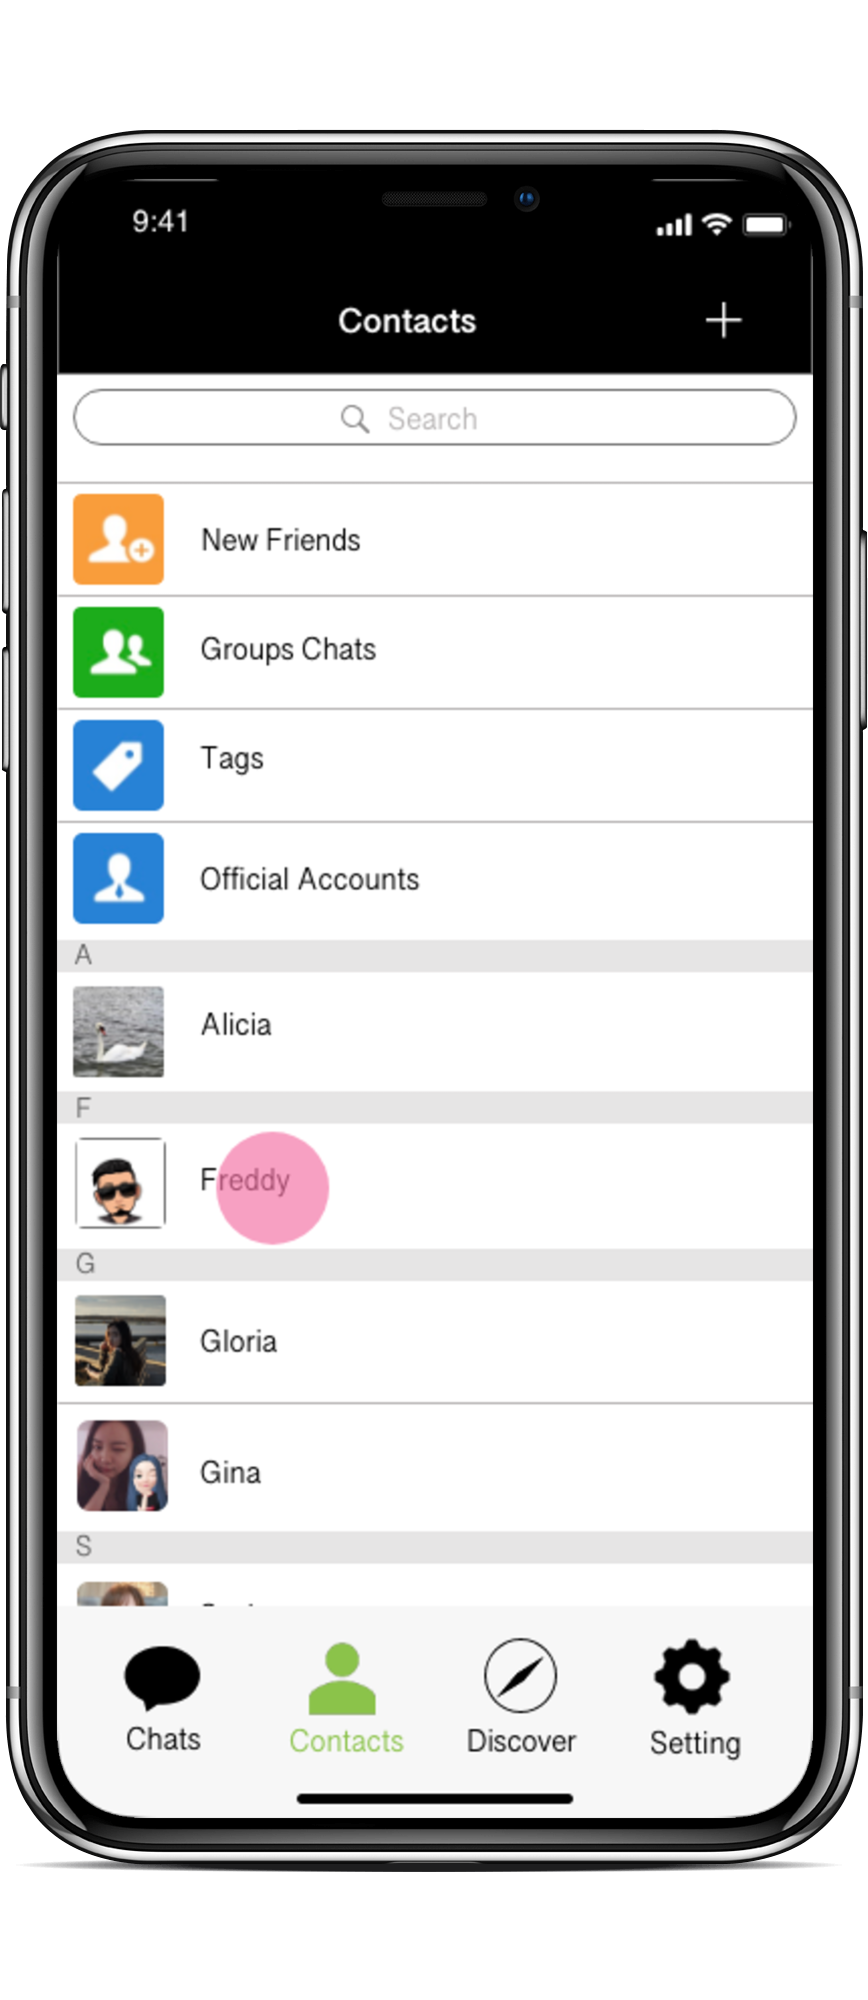 9:41
Contacts
Search
New Friends
Groups Chats
Tags
Official Accounts
A
Alicia
F
Freddy
G
Gloria
Gina
S
Chats
Contacts
Discover
Setting